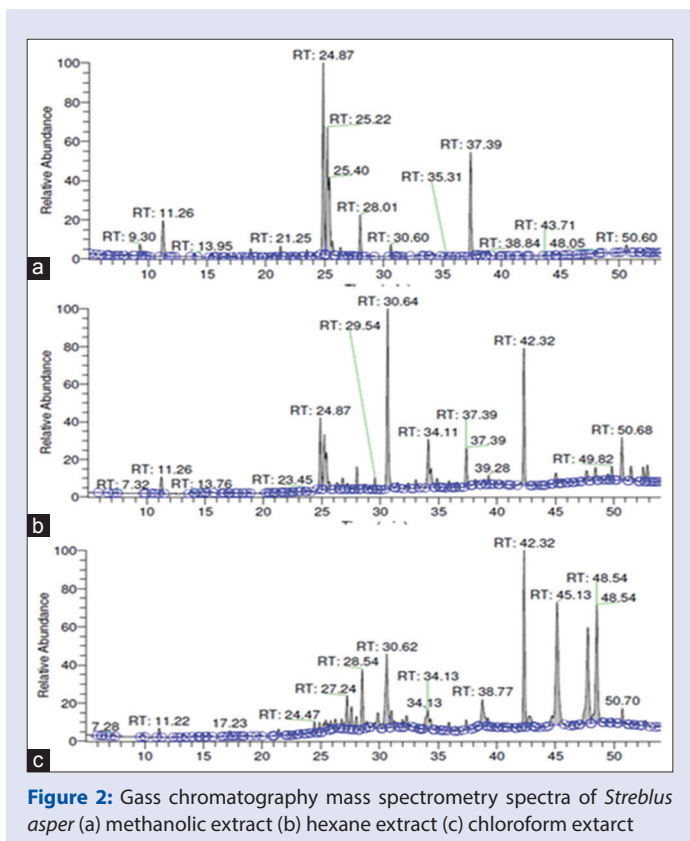 100
80
60
40
20
0
Relative Abundance
RT: 24.87
RT: 25.22
25.40
RT: 37.39
RT: 35.31
RT: 28.01
RT: 11.26
RT: 9.30
RT: 13.95
RT: 21.25
RT: 30.60
RT: 43.71
RT: 38.84
48.05
RT: 50.60
10 15 20 25 30 35 40 45 50
a
100
80
60
40
20
0
Relative Abundance
RT: 30.64
RT: 29.54
RT: 42.32
RT: 24.87
RT: 34.11
RT: 37.39
37.39
RT: 50.68
RT: 49.82
39.28
RT: 7.32
RT: 11.26
RT: 13.76
RT: 23.45
10 15 20 25 30 35 40 45 50
b
100
80
60
40
20
0
Relative Abundance
RT: 42.32
RT: 48.54
RT: 45.13
48.54
RT: 30.62
RT: 28.54
RT: 27.24
RT: 34.13
34.13
RT: 38.77
RT: 24.47
50.70
7.28
RT: 11.22
17.23
10 15 20 25 30 35 40 45 50
c
Figure 2: Gass chromatography mass spectrometry spectra of Streblus
asper (a) methanolic extract (b) hexane extract (c) chloroform extarct